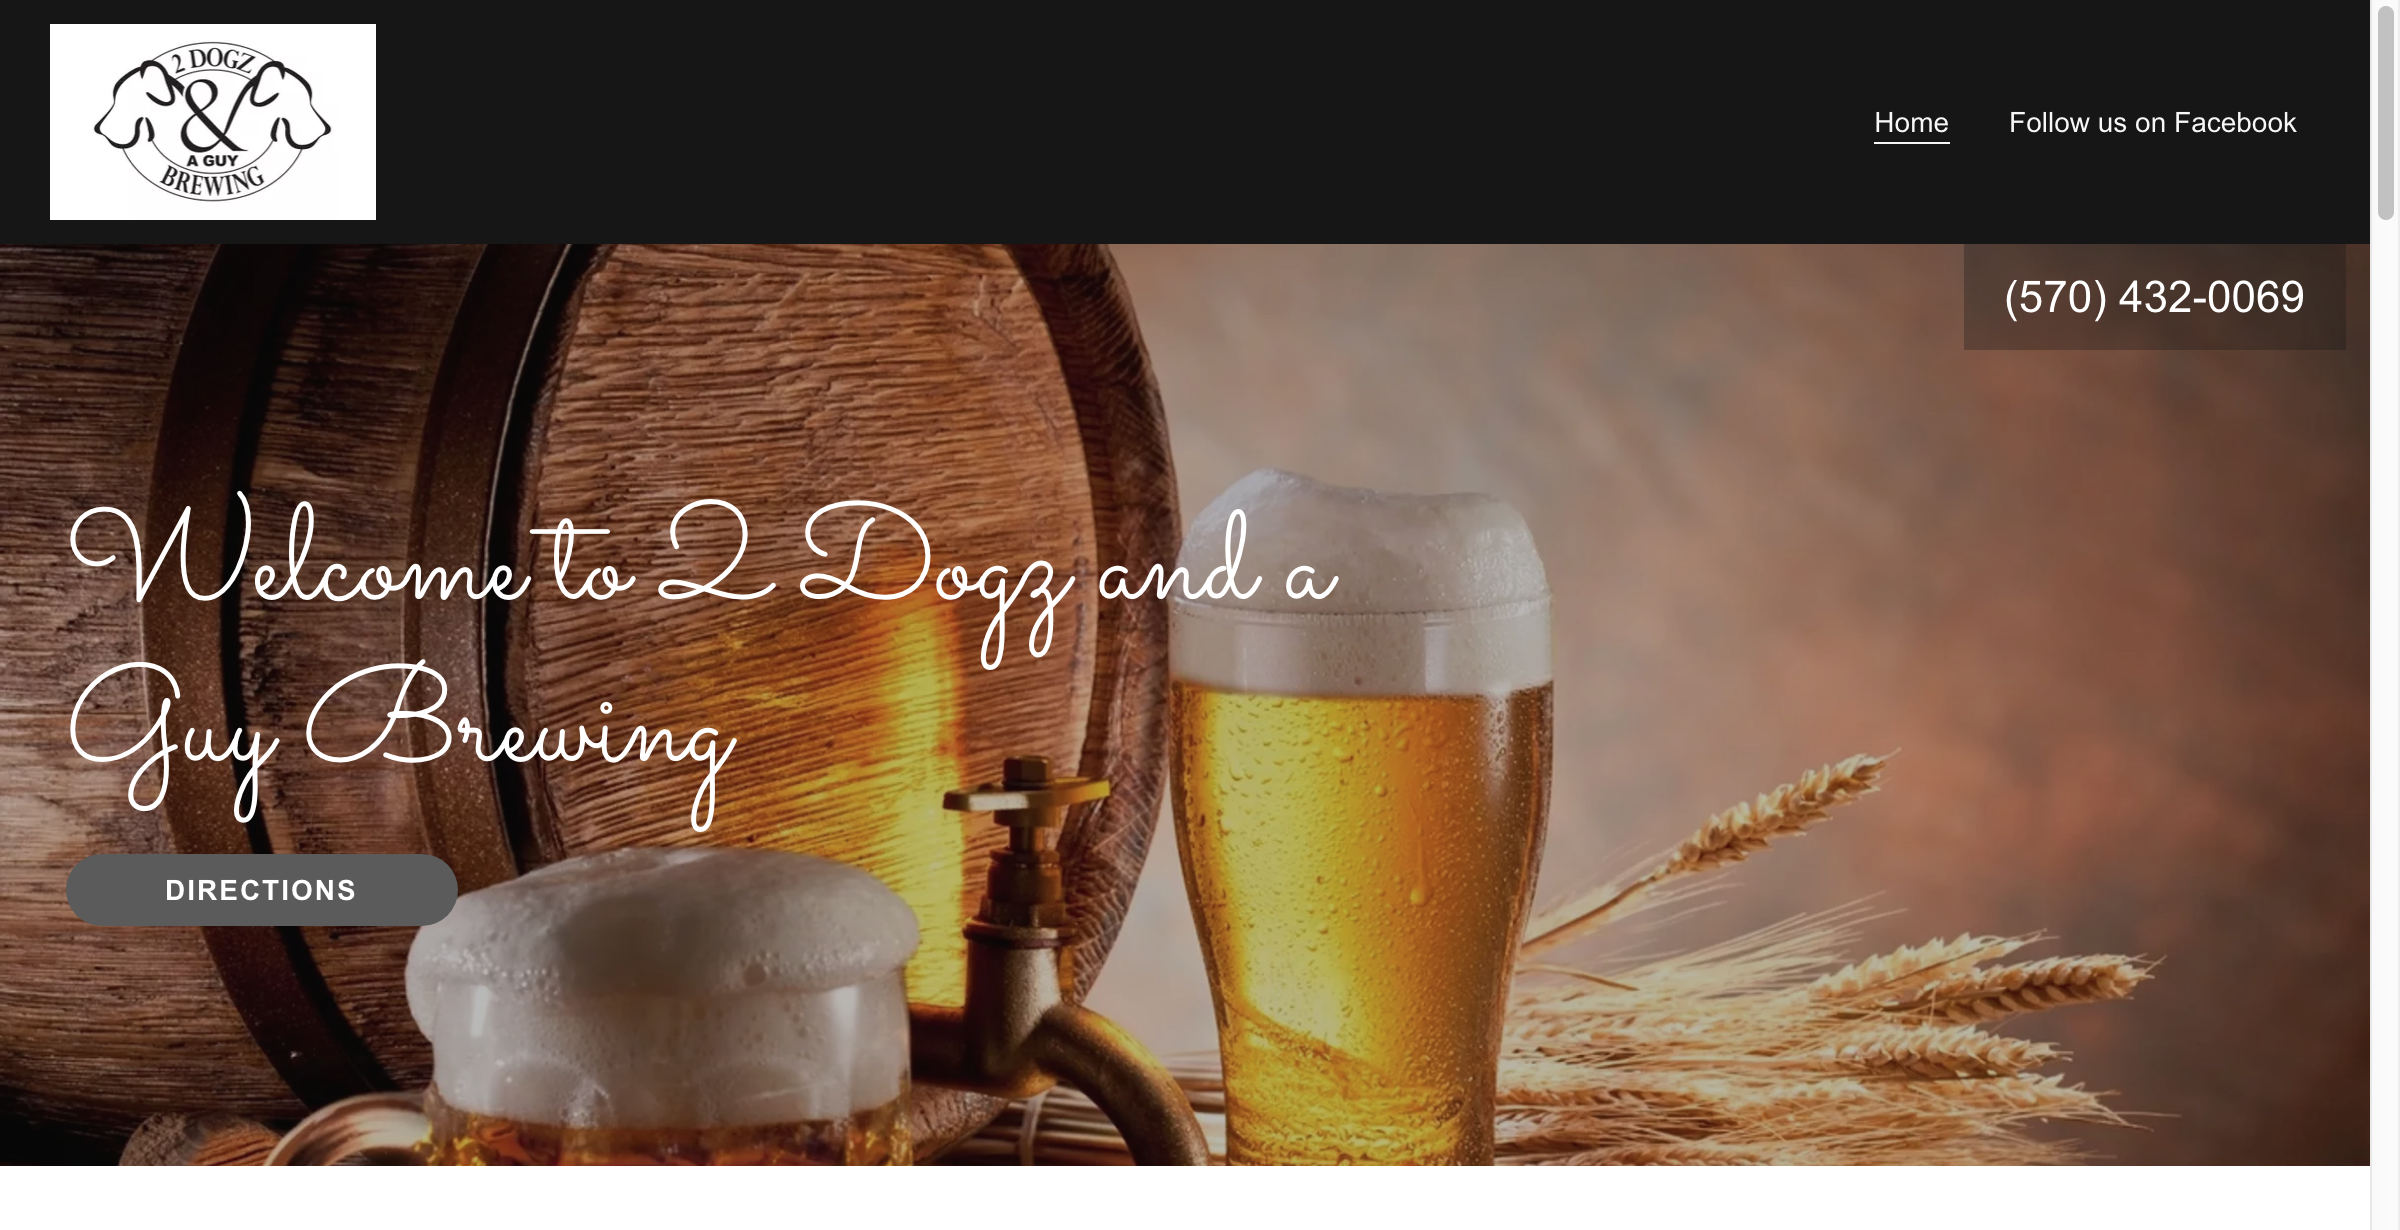 2 DOGZ
&
A GUY
BREWING
Home
Follow us on Facebook
(570) 432-0069
Welcome to 2 Dogz and a
Guy Brewing
DIRECTIONS